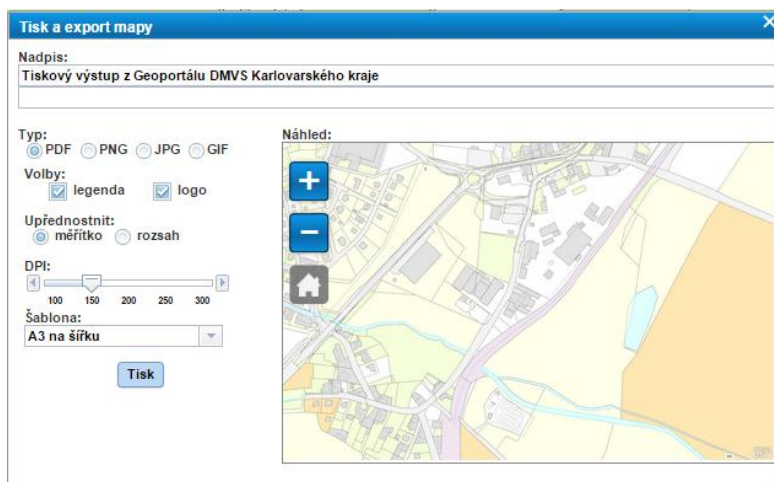 Tisk a export mapy
Nadpis:
Tiskový výstup z Geoportálu DMVS Karlovarského kraje
Typ:
PDF PNG JPG GIF
Volby:
legenda logo
Upřednostnit:
měřítko rozsah
DPI:
100 150 200 250 300
Šablona:
A3 na šířku
Tisk
Náhled: